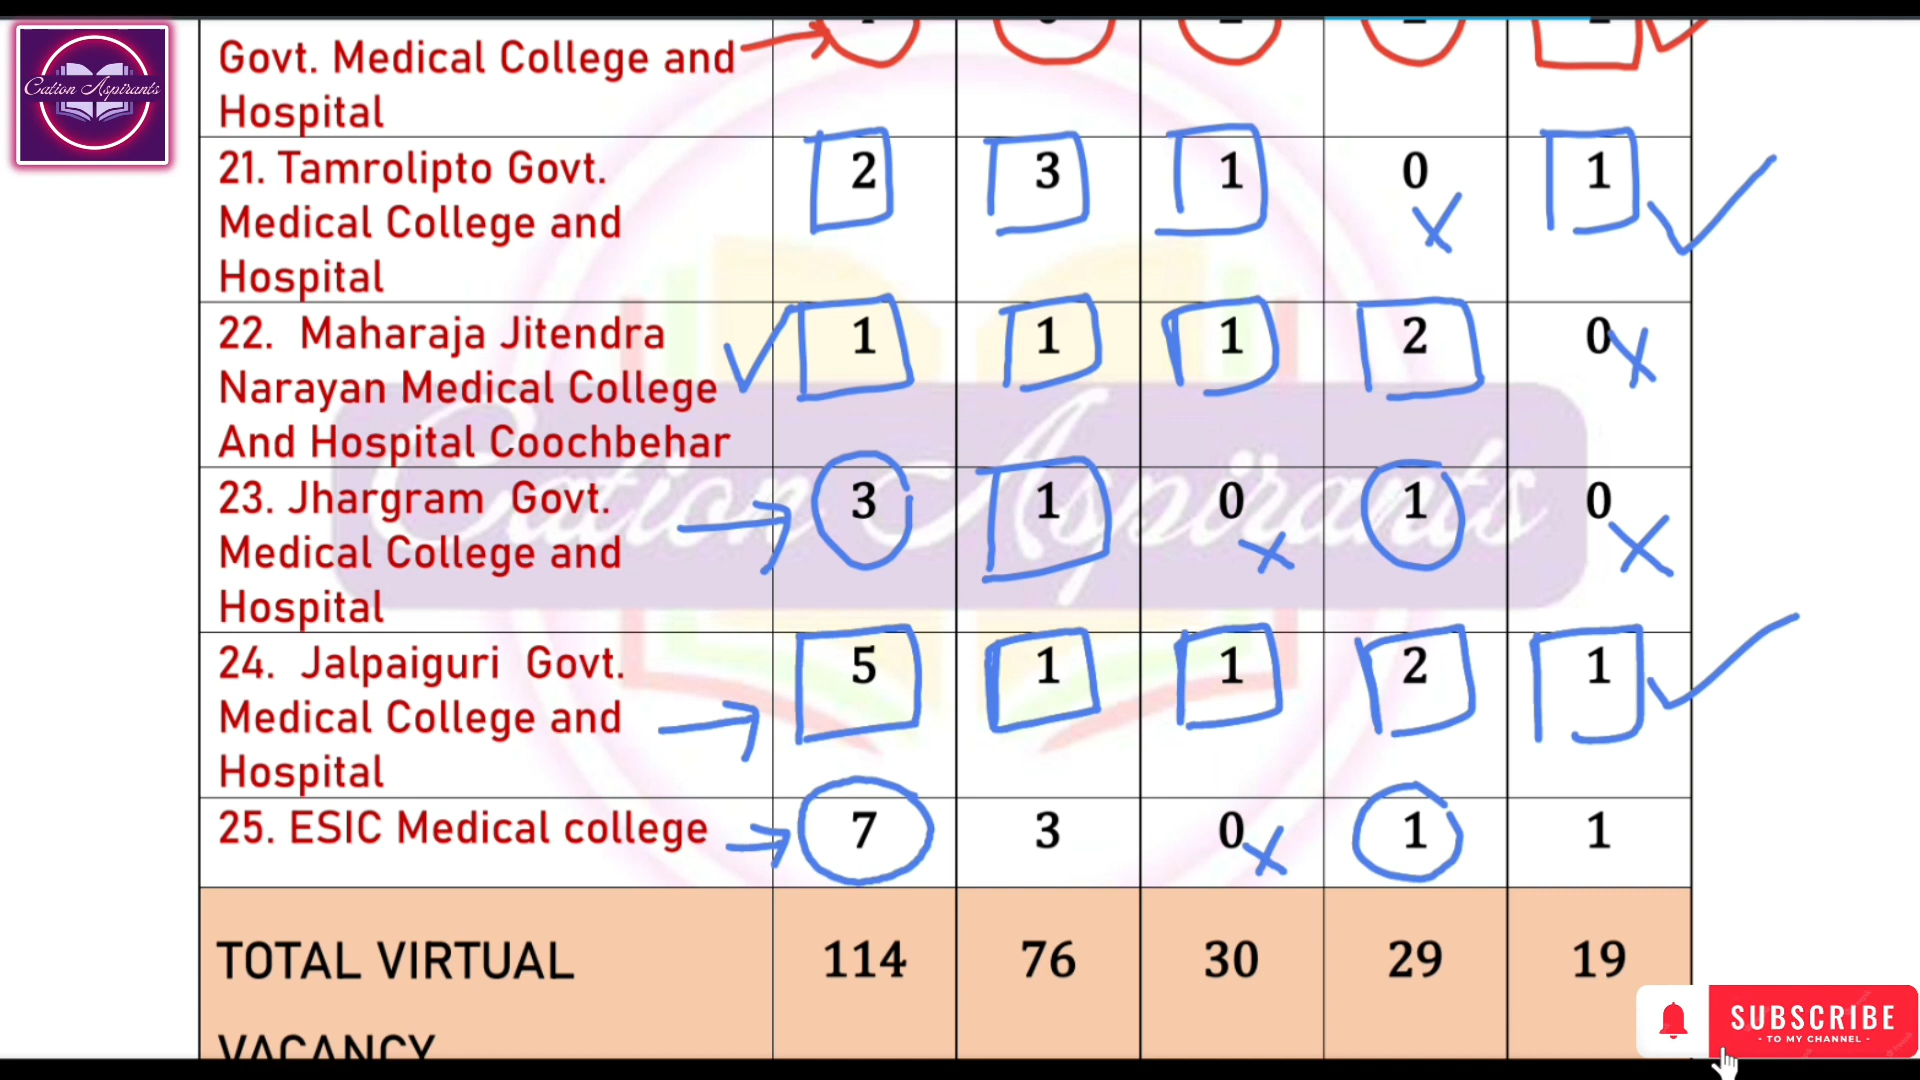 Cation Aspirants
Govt. Medical College and
Hospital
21. Tamrolipto Govt.
Medical College and
Hospital
2 3 1 0 1
22. Maharaja Jitendra
Narayan Medical College
And Hospital Coochbehar
1 1 1 2 0
23. Jhargram Govt.
Medical College and
Hospital
3 1 0 1 0
24. Jalpaiguri Govt.
Medical College and
Hospital
5 1 1 2 1
25. ESIC Medical college 7 3 0 1 1
TOTAL VIRTUAL 114 76 30 29 19
VACANCY
Cation Aspirants
SUBSCRIBE
- TO MY CHANNEL -